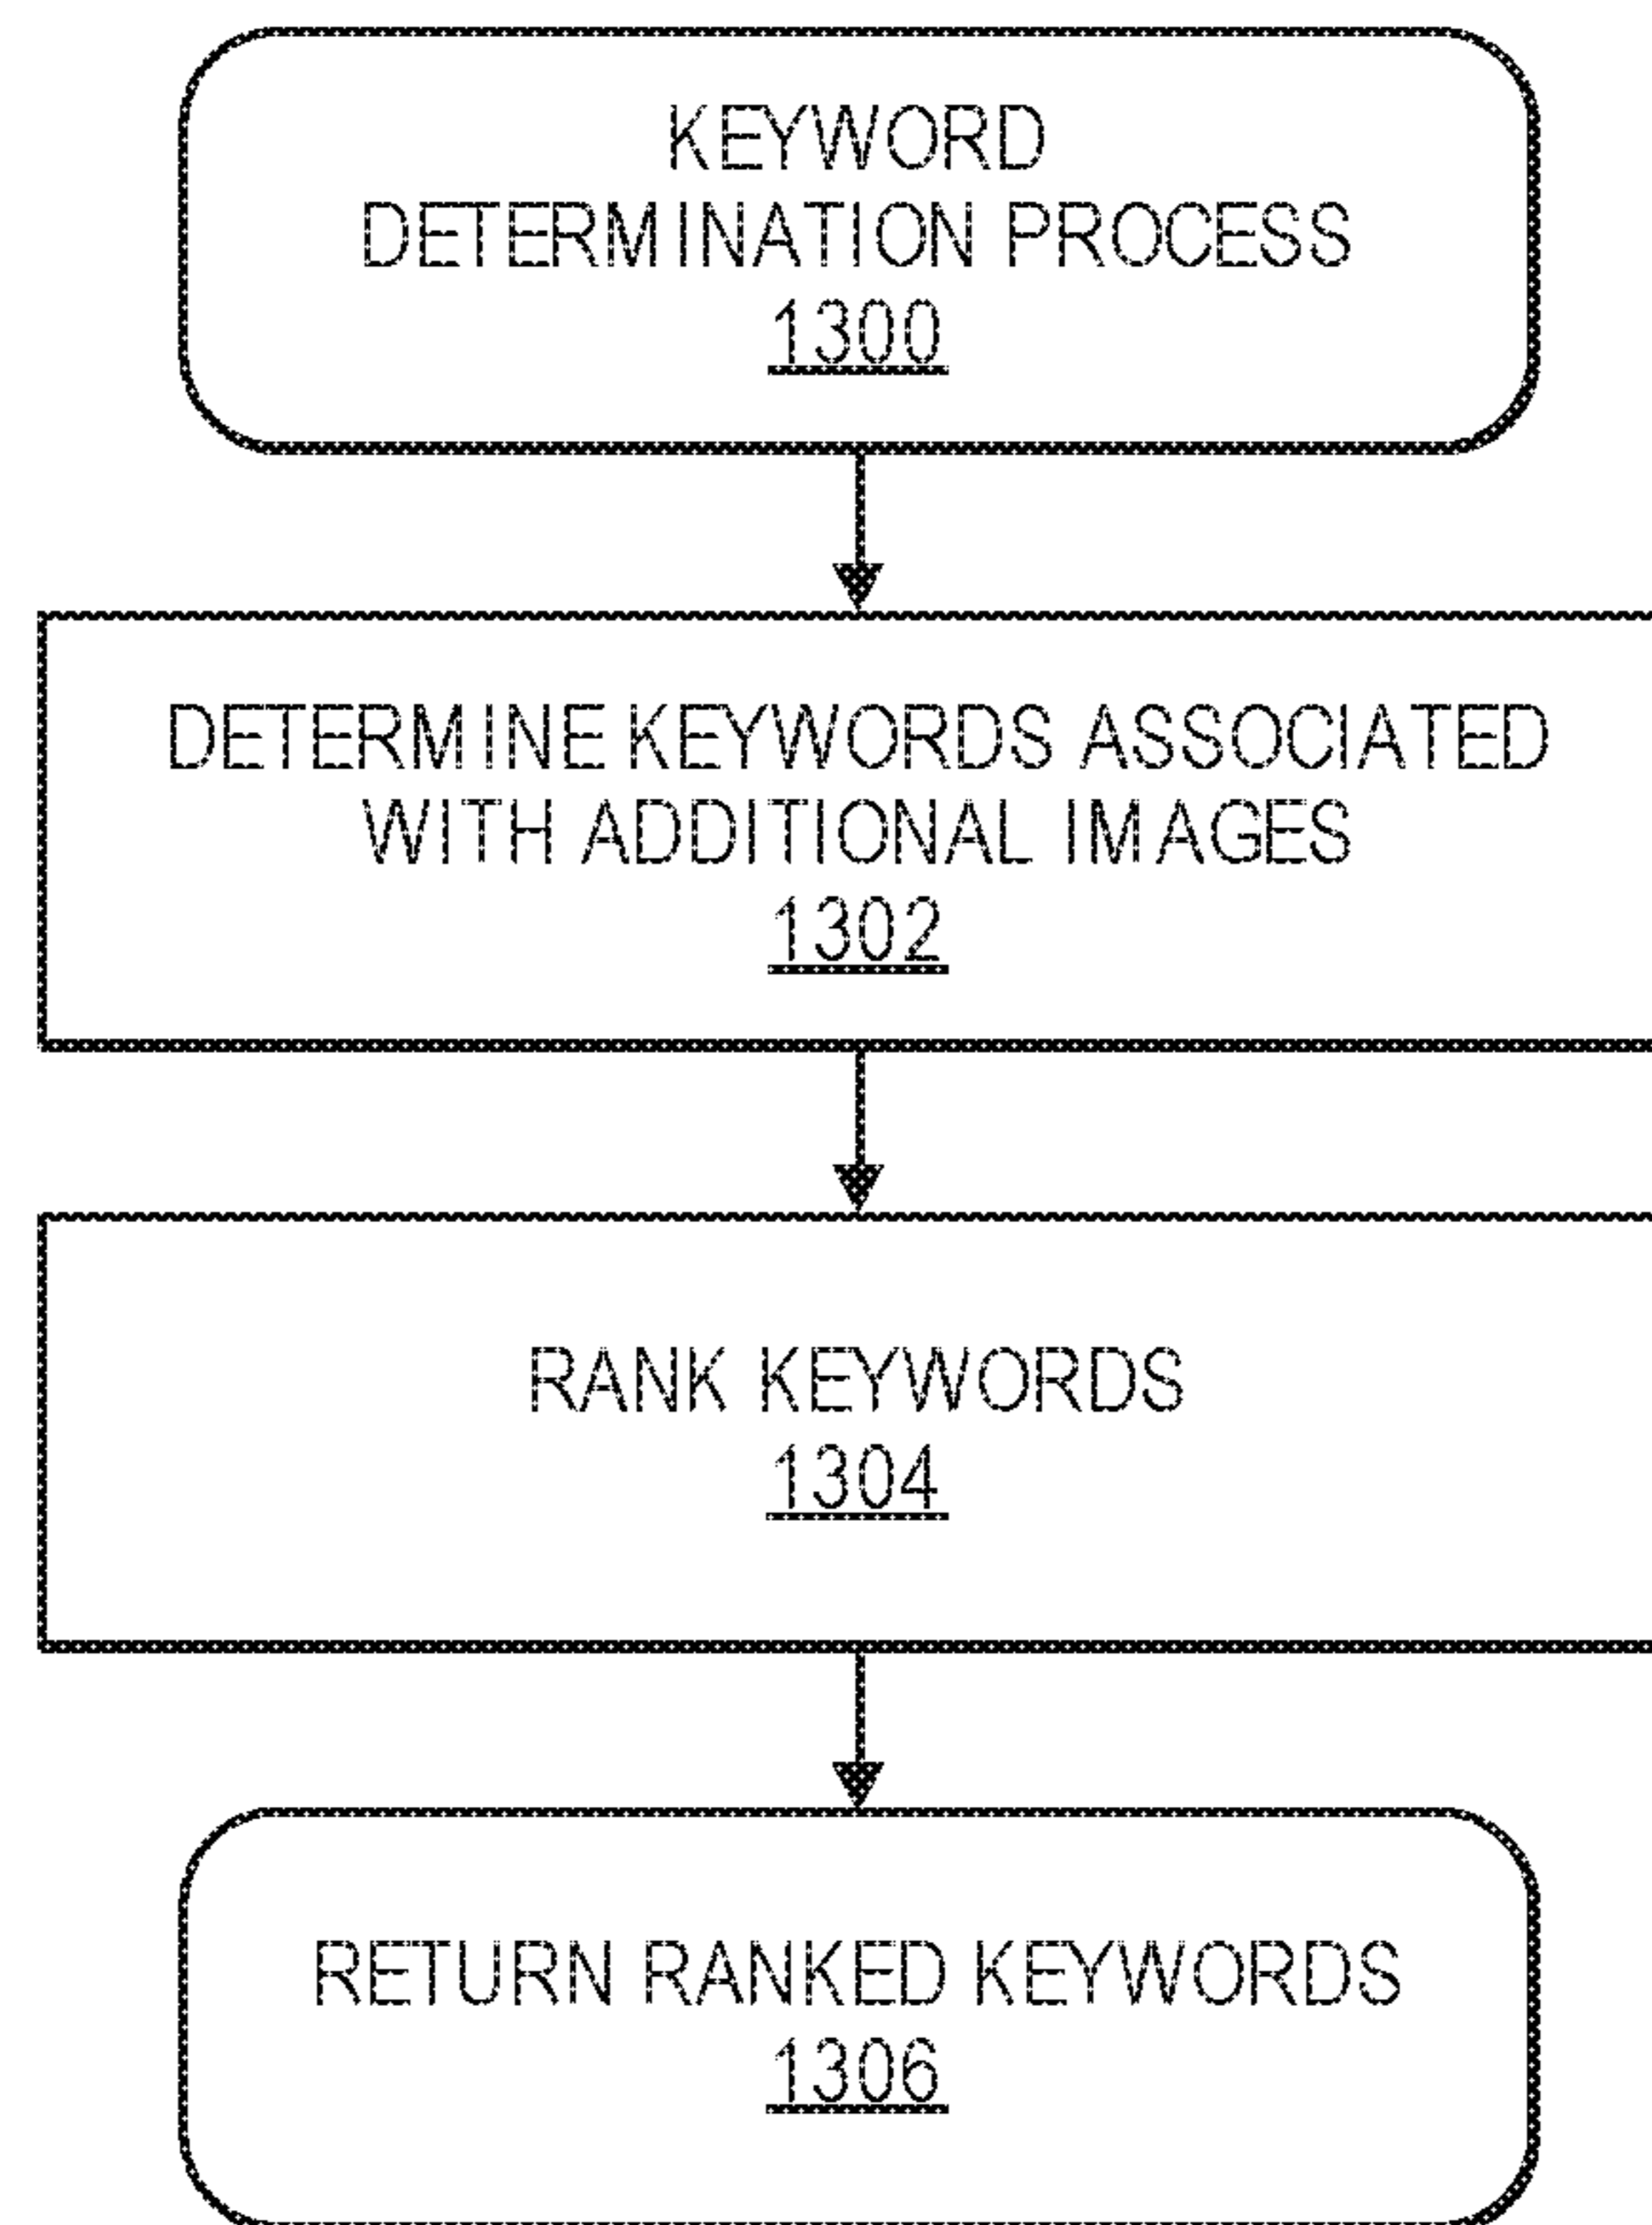 KEYWORD
DETERMINATION PROCESS
1300
DETERMINE KEYWORDS ASSOCIATED
WITH ADDITIONAL IMAGES
1302
RANK KEYWORDS
1304
RETURN RANKED KEYWORDS
1306